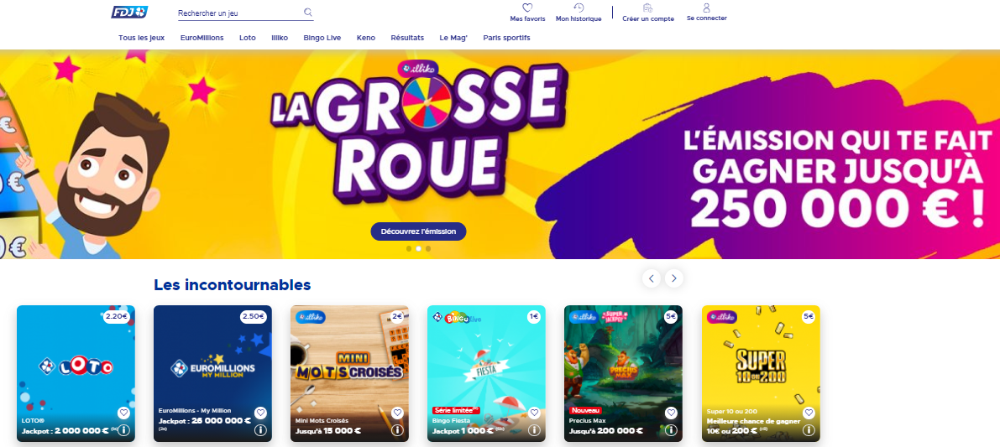 FDJ
Rechercher un jeu
Mes favoris
Mon historique
Créer un compte
Se connecter
Tous les jeux
EuroMillions
Loto
Illiko
Bingo Live
Keno
Résultats
Le Mag'
Paris sportifs
illiko
LA GROSSE
ROUE
L'ÉMISSION QUI TE FAIT
GAGNER JUSQU'À
250 000 € !
Découvrez l'émission
Les incontournables
2.20€
LOTO
LOTO®
Jackpot : 2 000 000 €
2.50€
EUROMILLIONS
MY MILLION
EuroMillions - My Million
Jackpot : 26 000 000 €
illiko
2€
MINI
MOTS CROISÉS
Mini Mots Croisés
Jusqu'à 15 000 €
BINGO live
1€
FIESTA
Série limitée
Bingo Fiesta
Jackpot 1 000 €
illiko
SUPER
JACKPOT
5€
PRECIUS
MAX
Nouveau
Precius Max
Jusqu'à 200 000 €
illiko
5€
SUPER
10 OU 200
Super 10 ou 200
Meilleure chance de gagner
10€ ou 200 €